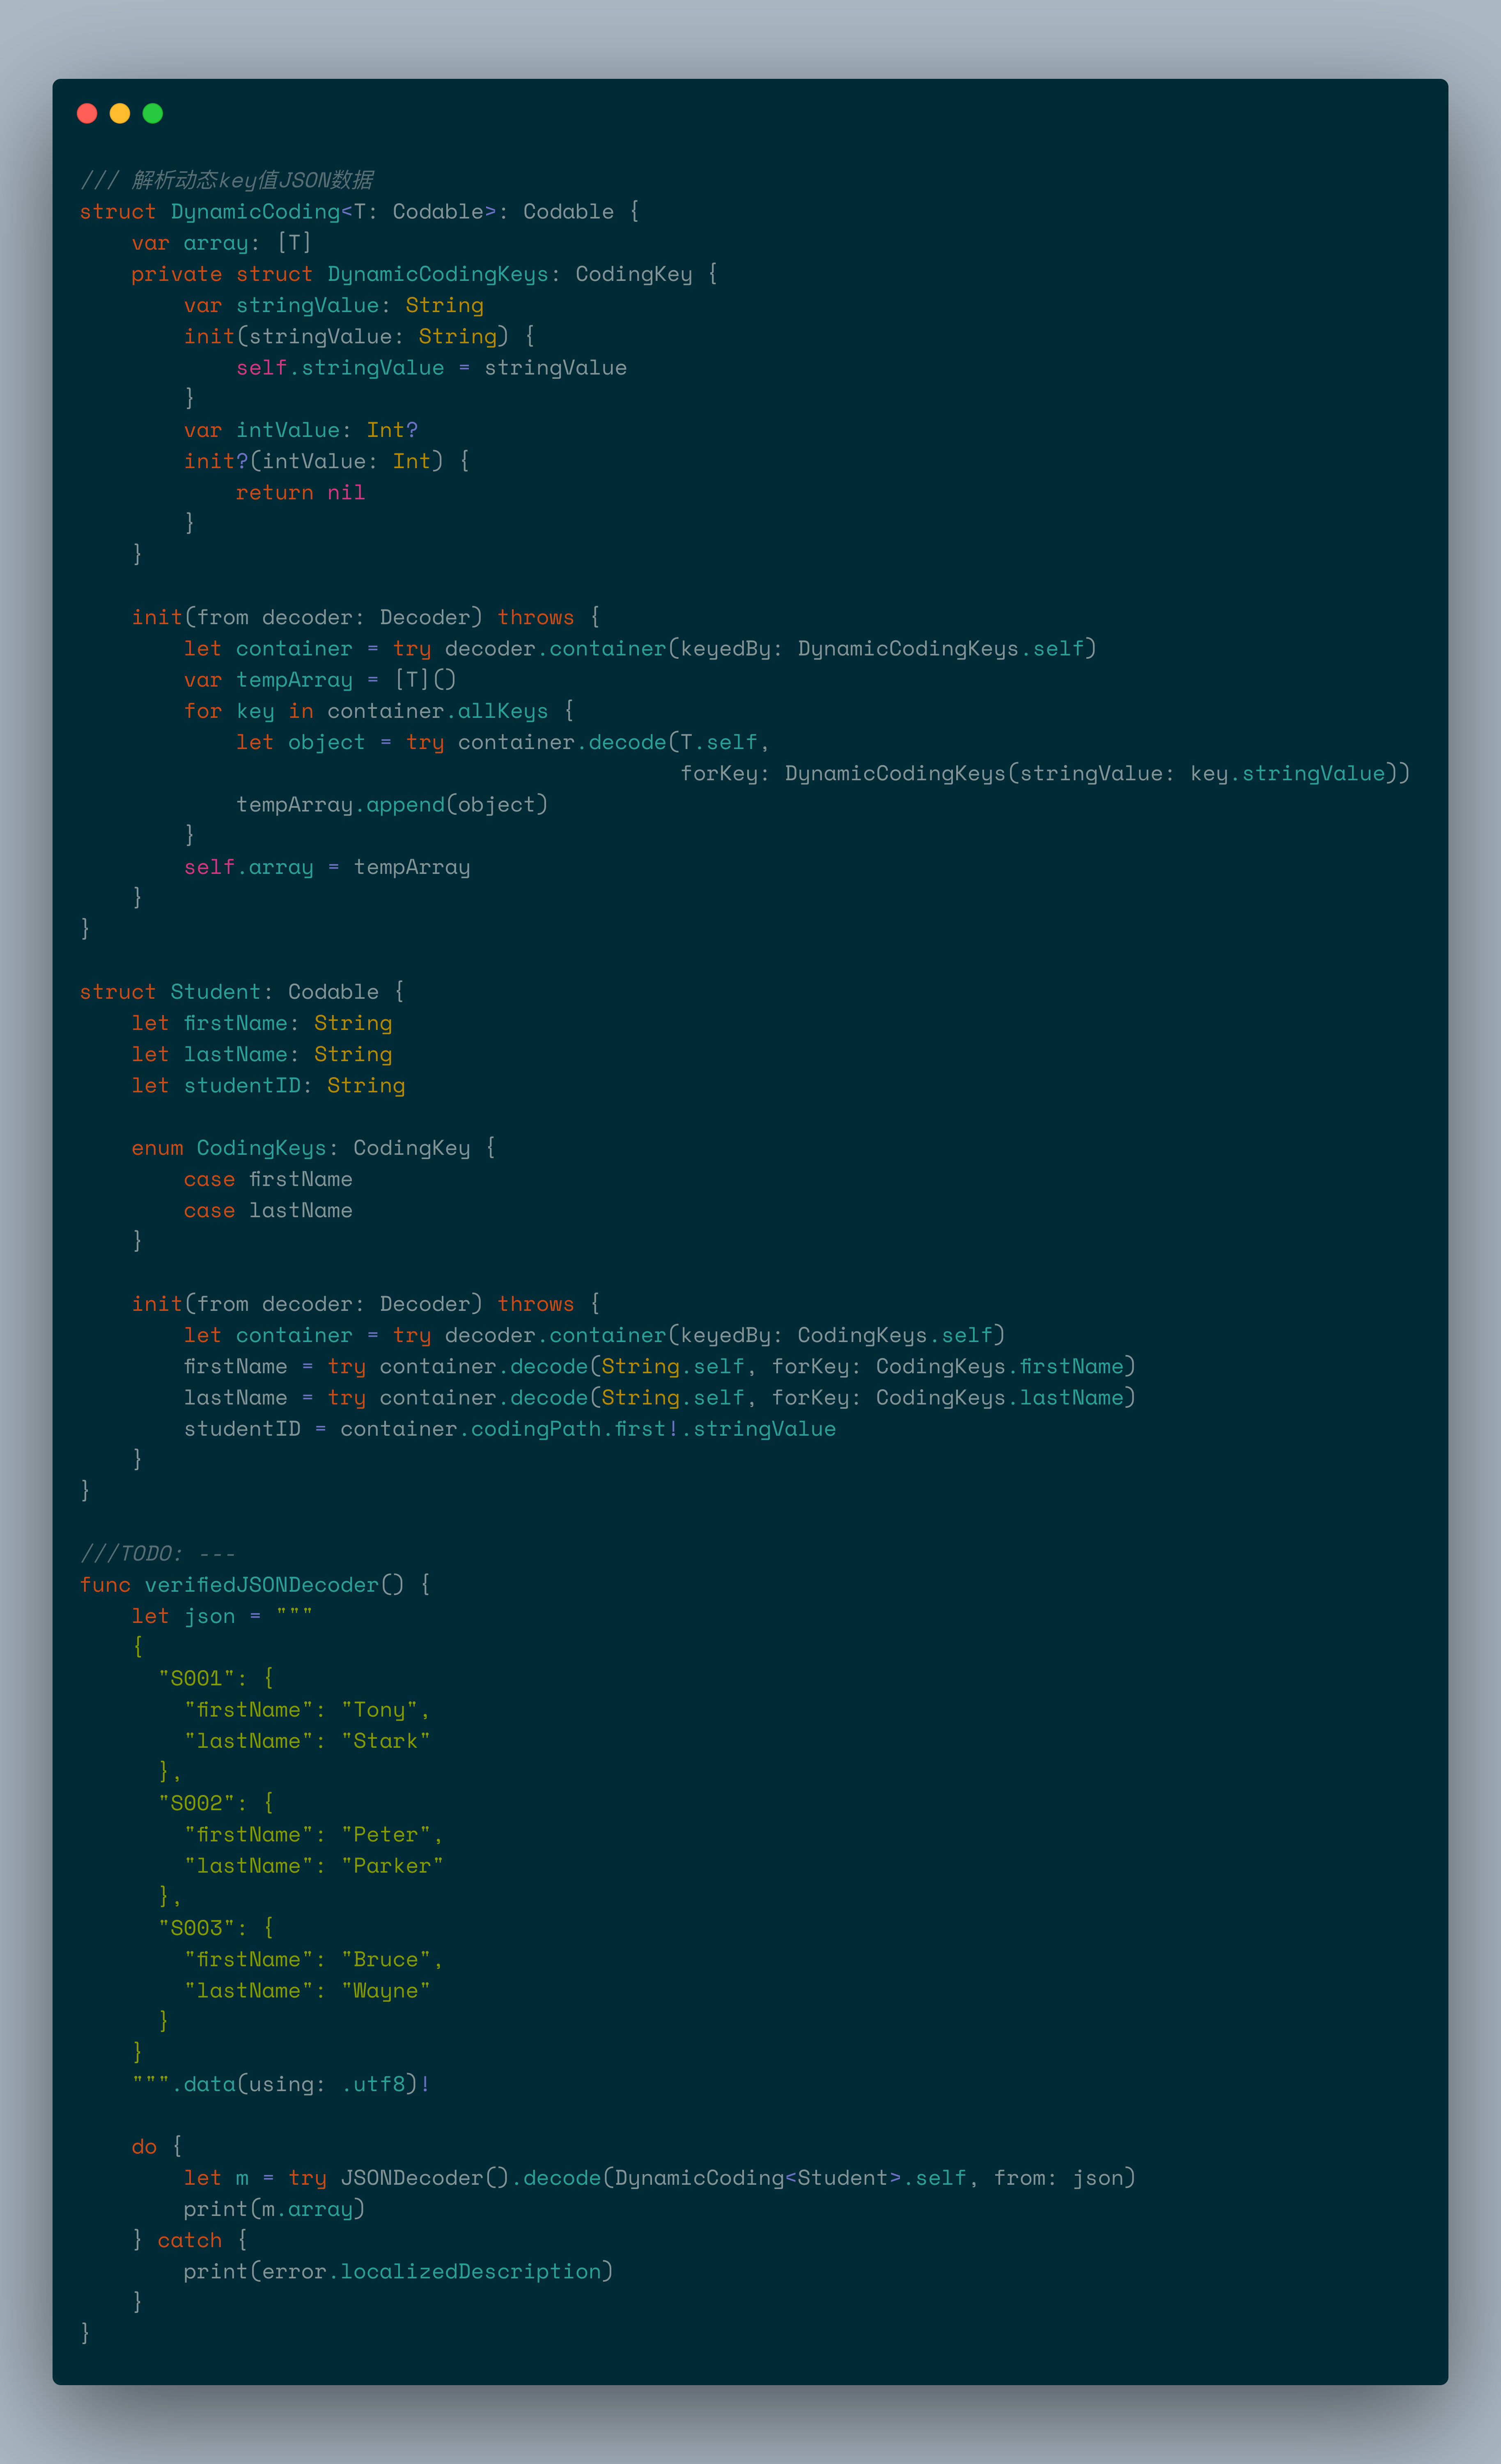 /// 解析动态key值JSON数据
struct DynamicCoding<T: Codable>: Codable {
    var array: [T]
    private struct DynamicCodingKeys: CodingKey {
        var stringValue: String
        init(stringValue: String) {
            self.stringValue = stringValue
        }
        var intValue: Int?
        init?(intValue: Int) {
            return nil
        }
    }

    init(from decoder: Decoder) throws {
        let container = try decoder.container(keyedBy: DynamicCodingKeys.self)
        var tempArray = [T]()
        for key in container.allKeys {
            let object = try container.decode(T.self,
                                              forKey: DynamicCodingKeys(stringValue: key.stringValue))
            tempArray.append(object)
        }
        self.array = tempArray
    }
}

struct Student: Codable {
    let firstName: String
    let lastName: String
    let studentID: String

    enum CodingKeys: CodingKey {
        case firstName
        case lastName
    }

    init(from decoder: Decoder) throws {
        let container = try decoder.container(keyedBy: CodingKeys.self)
        firstName = try container.decode(String.self, forKey: CodingKeys.firstName)
        lastName = try container.decode(String.self, forKey: CodingKeys.lastName)
        studentID = container.codingPath.first!.stringValue
    }
}

///TODO: ---
func verifiedJSONDecoder() {
    let json = """
    {
      "S001": {
        "firstName": "Tony",
        "lastName": "Stark"
      },
      "S002": {
        "firstName": "Peter",
        "lastName": "Parker"
      },
      "S003": {
        "firstName": "Bruce",
        "lastName": "Wayne"
      }
    }
    """.data(using: .utf8)!

    do {
        let m = try JSONDecoder().decode(DynamicCoding<Student>.self, from: json)
        print(m.array)
    } catch {
        print(error.localizedDescription)
    }
}